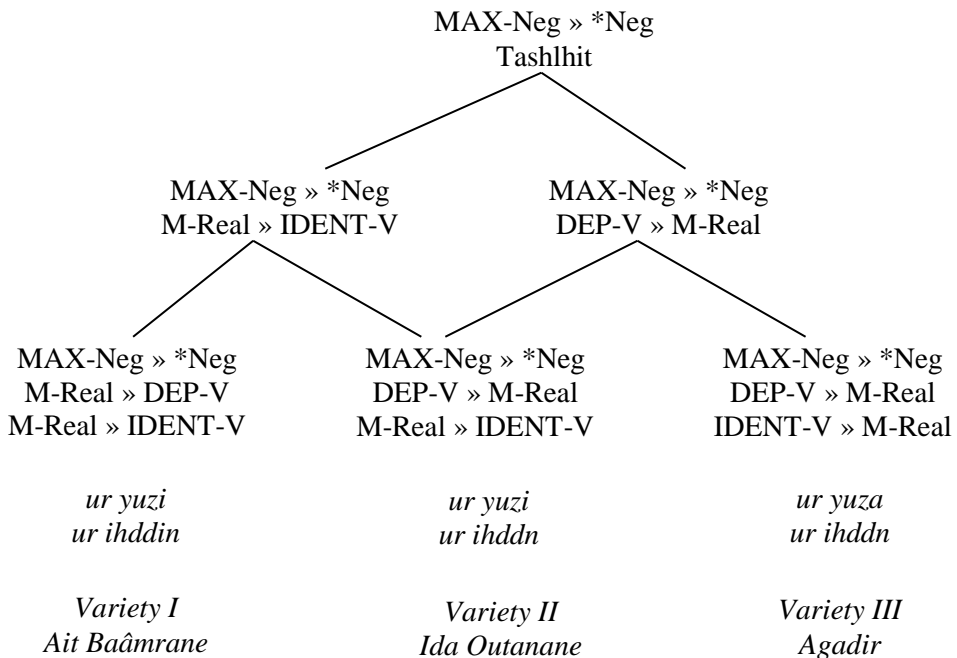 MAX-Neg » *Neg
Tashlhit
MAX-Neg » *Neg
M-Real » IDENT-V
MAX-Neg » *Neg
DEP-V » M-Real
MAX-Neg » *Neg
M-Real » DEP-V
M-Real » IDENT-V
MAX-Neg » *Neg
DEP-V » M-Real
M-Real » IDENT-V
MAX-Neg » *Neg
DEP-V » M-Real
IDENT-V » M-Real
ur yuzi
ur ihddin
ur yuzi
ur ihddn
ur yuza
ur ihddn
Variety I
Ait Baâmrane
Variety II
Ida Outanane
Variety III
Agadir